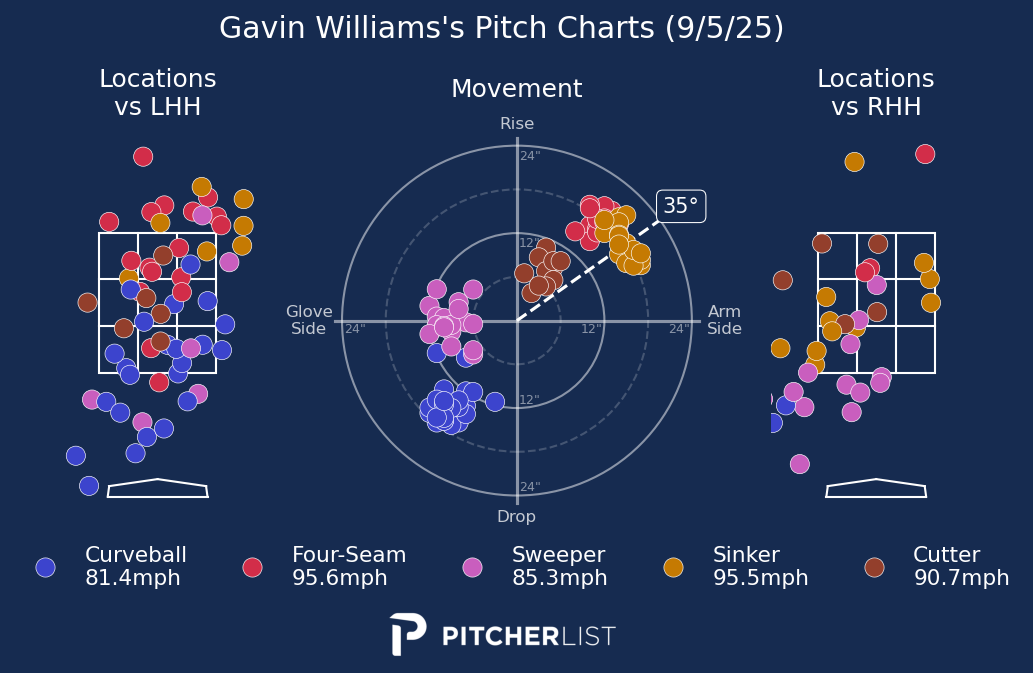 Gavin Williams's Pitch Charts (9/5/25)
Locations
vs LHH
Movement
Locations
vs RHH
Rise
24"
35°
12"
Glove
Side
24"
12"
24"
Arm
Side
12"
24"
Drop
Curveball
81.4mph
Four-Seam
95.6mph
Sweeper
85.3mph
Sinker
95.5mph
Cutter
90.7mph
PITCHERLIST